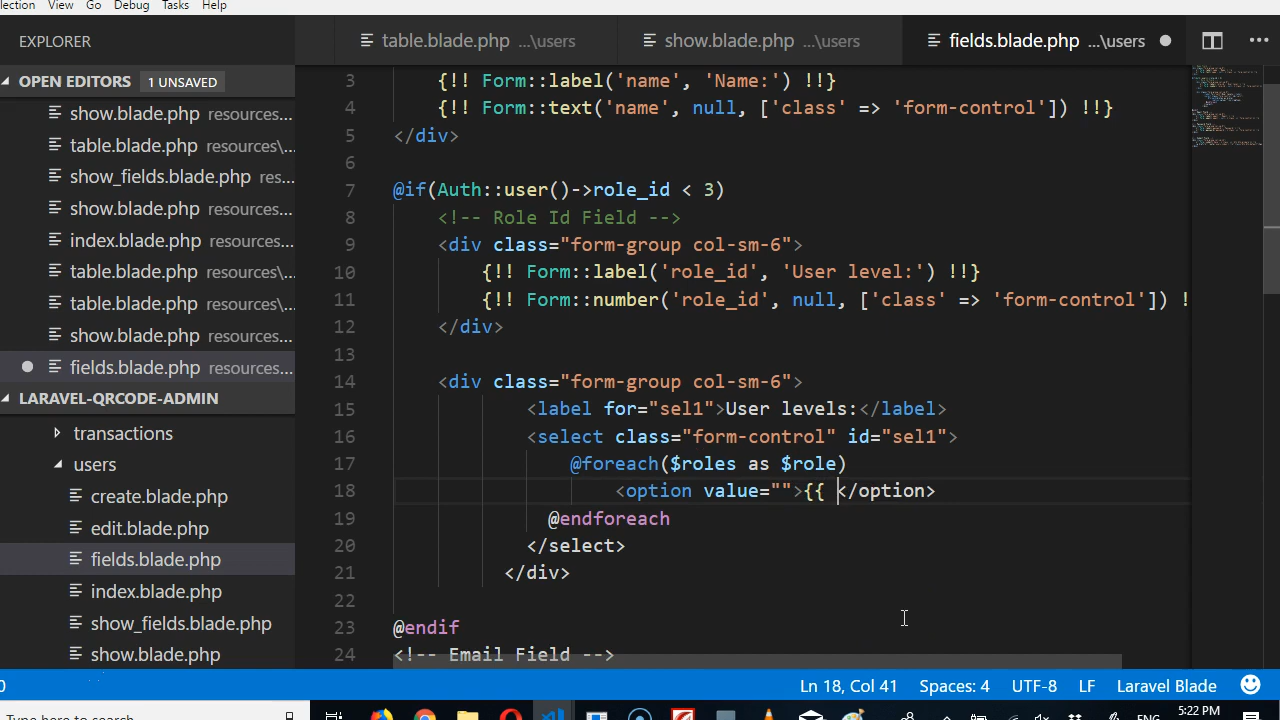 lection View Go Debug Tasks Help
EXPLORER
table.blade.php ...\users
show.blade.php ...\users
fields.blade.php ...\users
OPEN EDITORS 1 UNSAVED
show.blade.php resources...
table.blade.php resources\...
show_fields.blade.php res...
show.blade.php resources...
index.blade.php resources...
table.blade.php resources\...
table.blade.php resources...
show.blade.php resources...
fields.blade.php resources...
LARAVEL-QRCODE-ADMIN
transactions
users
create.blade.php
edit.blade.php
fields.blade.php
index.blade.php
show_fields.blade.php
show.blade.php
3 {!! Form::label('name', 'Name:') !!}
4 {!! Form::text('name', null, ['class' => 'form-control']) !!}
5 </div>
6
7 @if(Auth::user()->role_id < 3)
8 <!-- Role Id Field -->
9 <div class="form-group col-sm-6">
10 {!! Form::label('role_id', 'User level:') !!}
11 {!! Form::number('role_id', null, ['class' => 'form-control']) !
12 </div>
13
14 <div class="form-group col-sm-6">
15 <label for="sel1">User levels:</label>
16 <select class="form-control" id="sel1">
17 @foreach($roles as $role)
18 <option value="">{{ </option>
19 @endforeach
20 </select>
21 </div>
22
23 @endif
24 <!-- Email Field -->
0 Ln 18, Col 41 Spaces: 4 UTF-8 LF Laravel Blade
Type here to search
ENG
5:22 PM